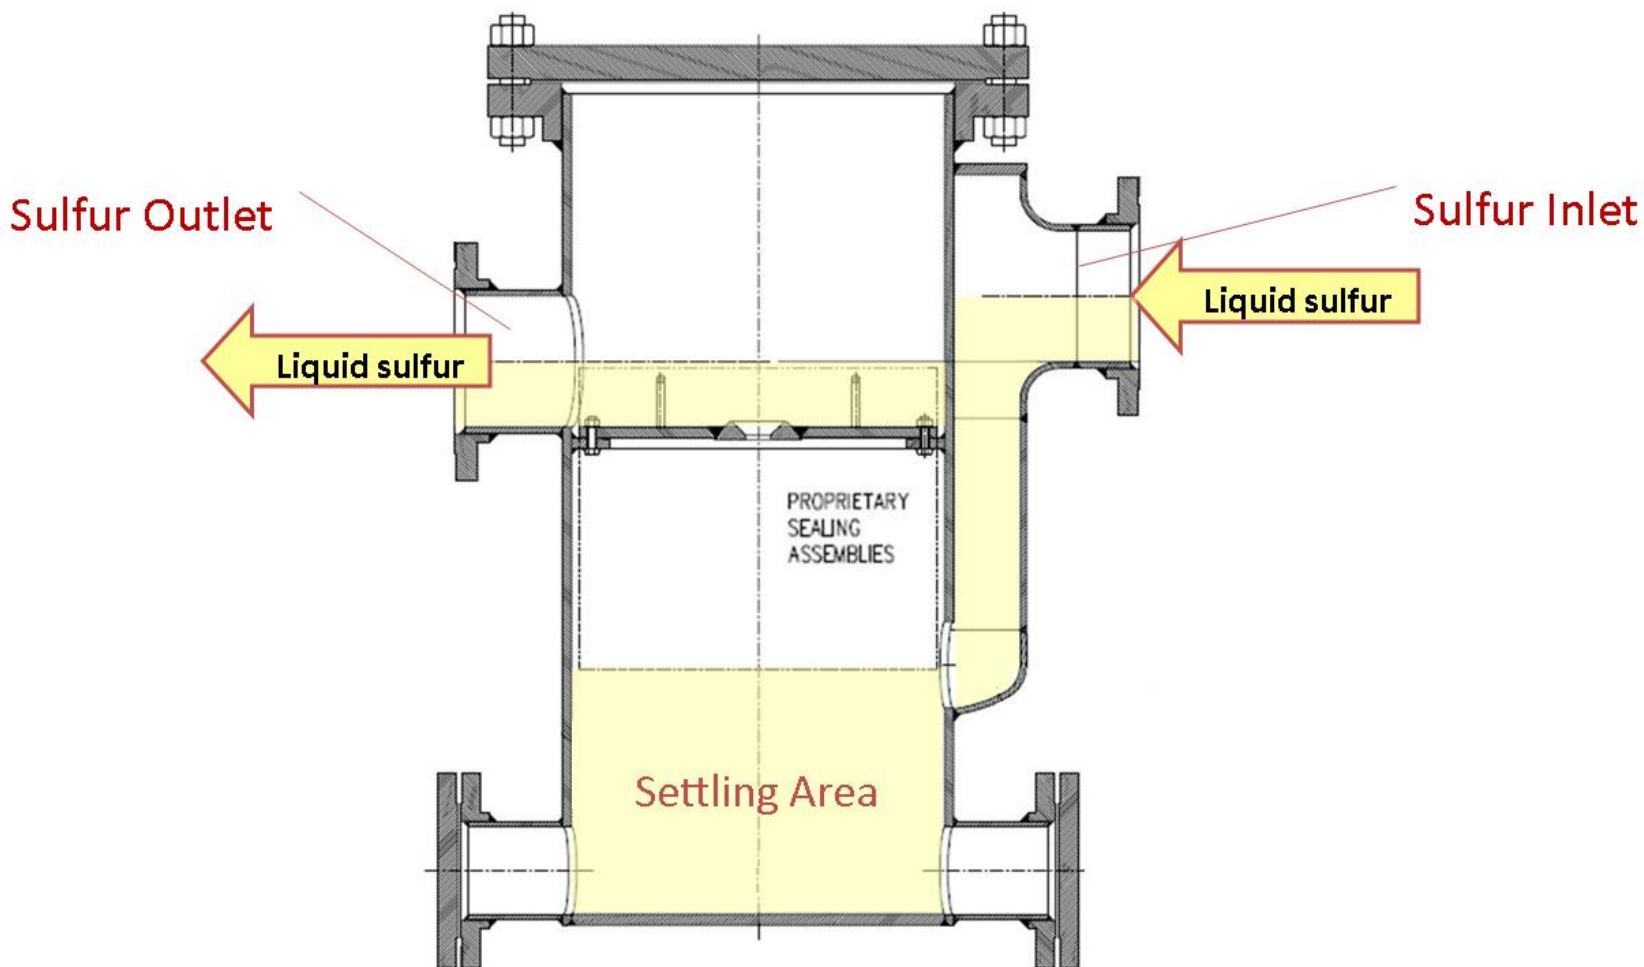 Sulfur Outlet
Sulfur Inlet
Liquid sulfur
Liquid sulfur
PROPRIETARY
SEALING
ASSEMBLIES
Settling Area